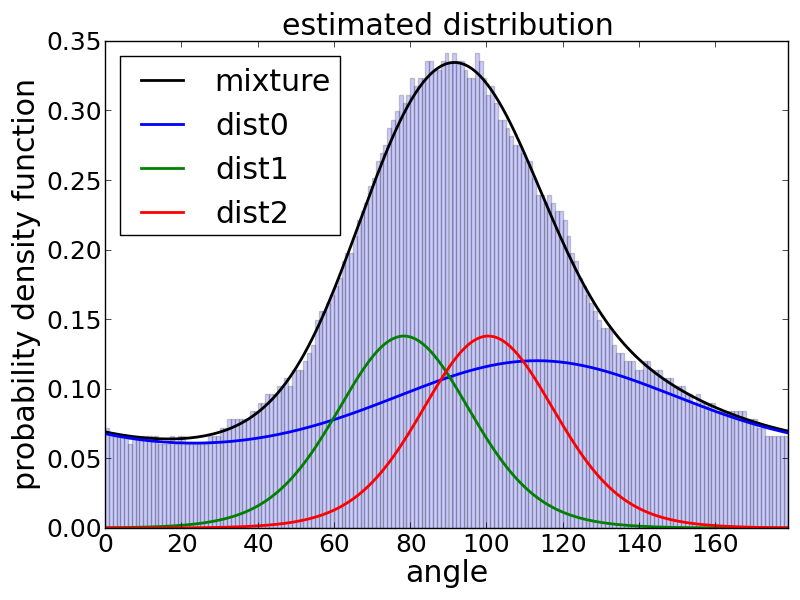 estimated distribution
0.35
0.30
0.25
0.20
0.15
0.10
0.05
0.00
probability density function
mixture
dist0
dist1
dist2
0 20 40 60 80 100 120 140 160
angle